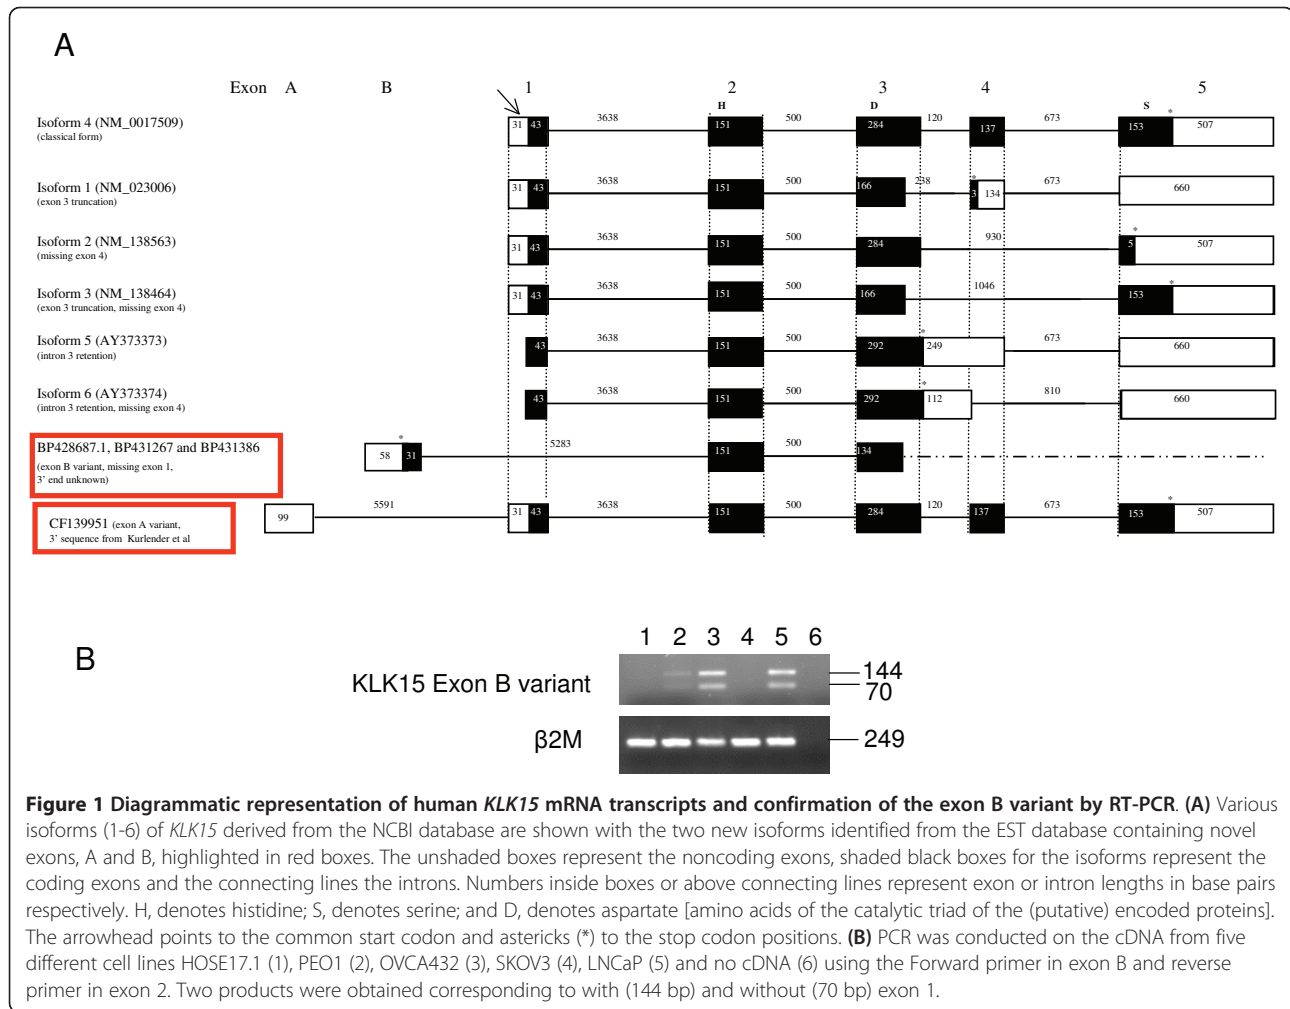 A
Exon A B 1 2 3 4 5
H D S
Isoform 4 (NM_0017509)
(classical form)
31 43 3638 151 500 284 120 137 673 153 * 507
Isoform 1 (NM_023006)
(exon 3 truncation)
31 43 3638 151 500 166 238 * 3 134 673 660
Isoform 2 (NM_138563)
(missing exon 4)
31 43 3638 151 500 284 930 5 * 507
Isoform 3 (NM_138464)
(exon 3 truncation, missing exon 4)
31 43 3638 151 500 166 1046 153 *
Isoform 5 (AY373373)
(intron 3 retention)
43 3638 151 500 292 * 249 673 660
Isoform 6 (AY373374)
(intron 3 retention, missing exon 4)
43 3638 151 500 292 * 112 810 660
BP428687.1, BP431267 and BP431386
(exon B variant, missing exon 1,
3' end unknown)
58 * 31 5283 151 500 134
CF139951 (exon A variant,
3' sequence from Kurlender et al
99 5591 31 43 3638 151 500 284 120 137 673 153 * 507
B
1 2 3 4 5 6
KLK15 Exon B variant
144
70
β2M
249
Figure 1 Diagrammatic representation of human KLK15 mRNA transcripts and confirmation of the exon B variant by RT-PCR. (A) Various
isoforms (1-6) of KLK15 derived from the NCBI database are shown with the two new isoforms identified from the EST database containing novel
exons, A and B, highlighted in red boxes. The unshaded boxes represent the noncoding exons, shaded black boxes for the isoforms represent the
coding exons and the connecting lines the introns. Numbers inside boxes or above connecting lines represent exon or intron lengths in base pairs
respectively. H, denotes histidine; S, denotes serine; and D, denotes aspartate [amino acids of the catalytic triad of the (putative) encoded proteins].
The arrowhead points to the common start codon and astericks (*) to the stop codon positions. (B) PCR was conducted on the cDNA from five
different cell lines HOSE17.1 (1), PEO1 (2), OVCA432 (3), SKOV3 (4), LNCaP (5) and no cDNA (6) using the Forward primer in exon B and reverse
primer in exon 2. Two products were obtained corresponding to with (144 bp) and without (70 bp) exon 1.